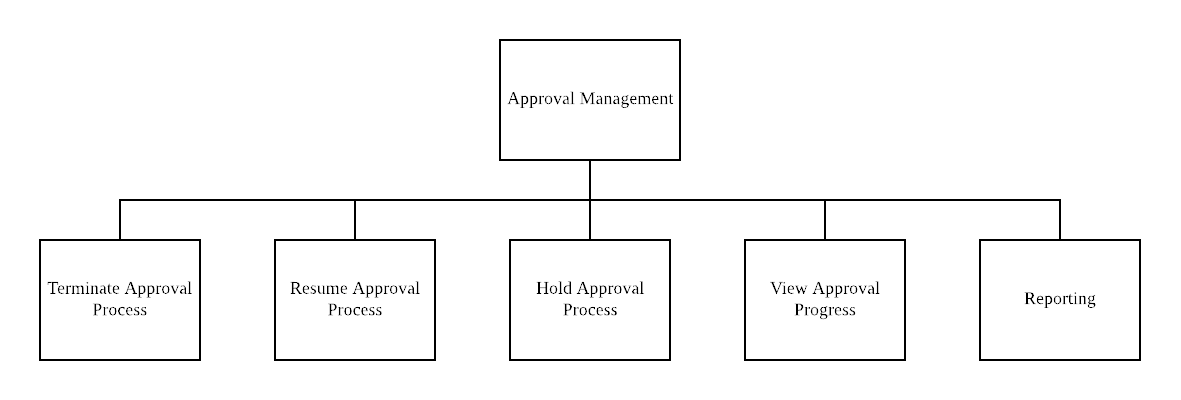 Approval Management
Terminate Approval
Process
Resume Approval
Process
Hold Approval
Process
View Approval
Progress
Reporting